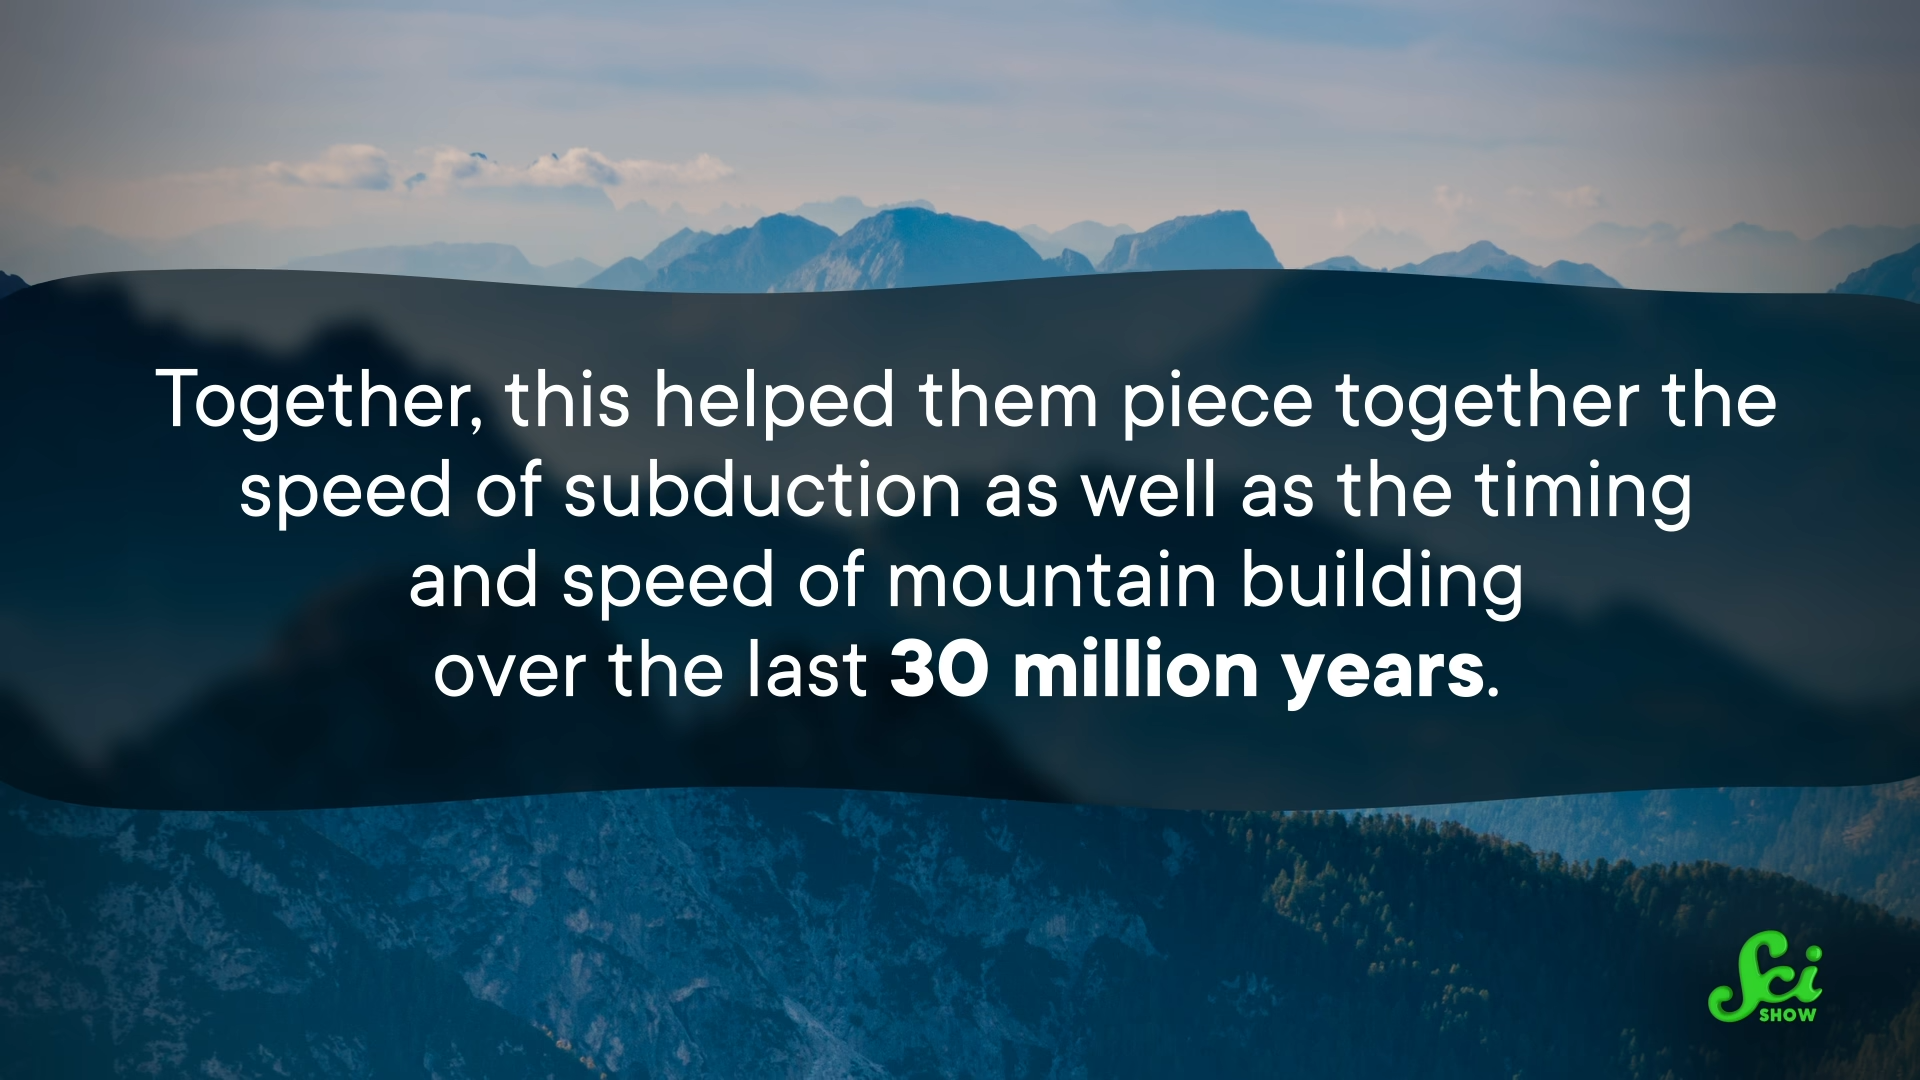 Together, this helped them piece together the
speed of subduction as well as the timing
and speed of mountain building
over the last 30 million years.
Sci
SHOW